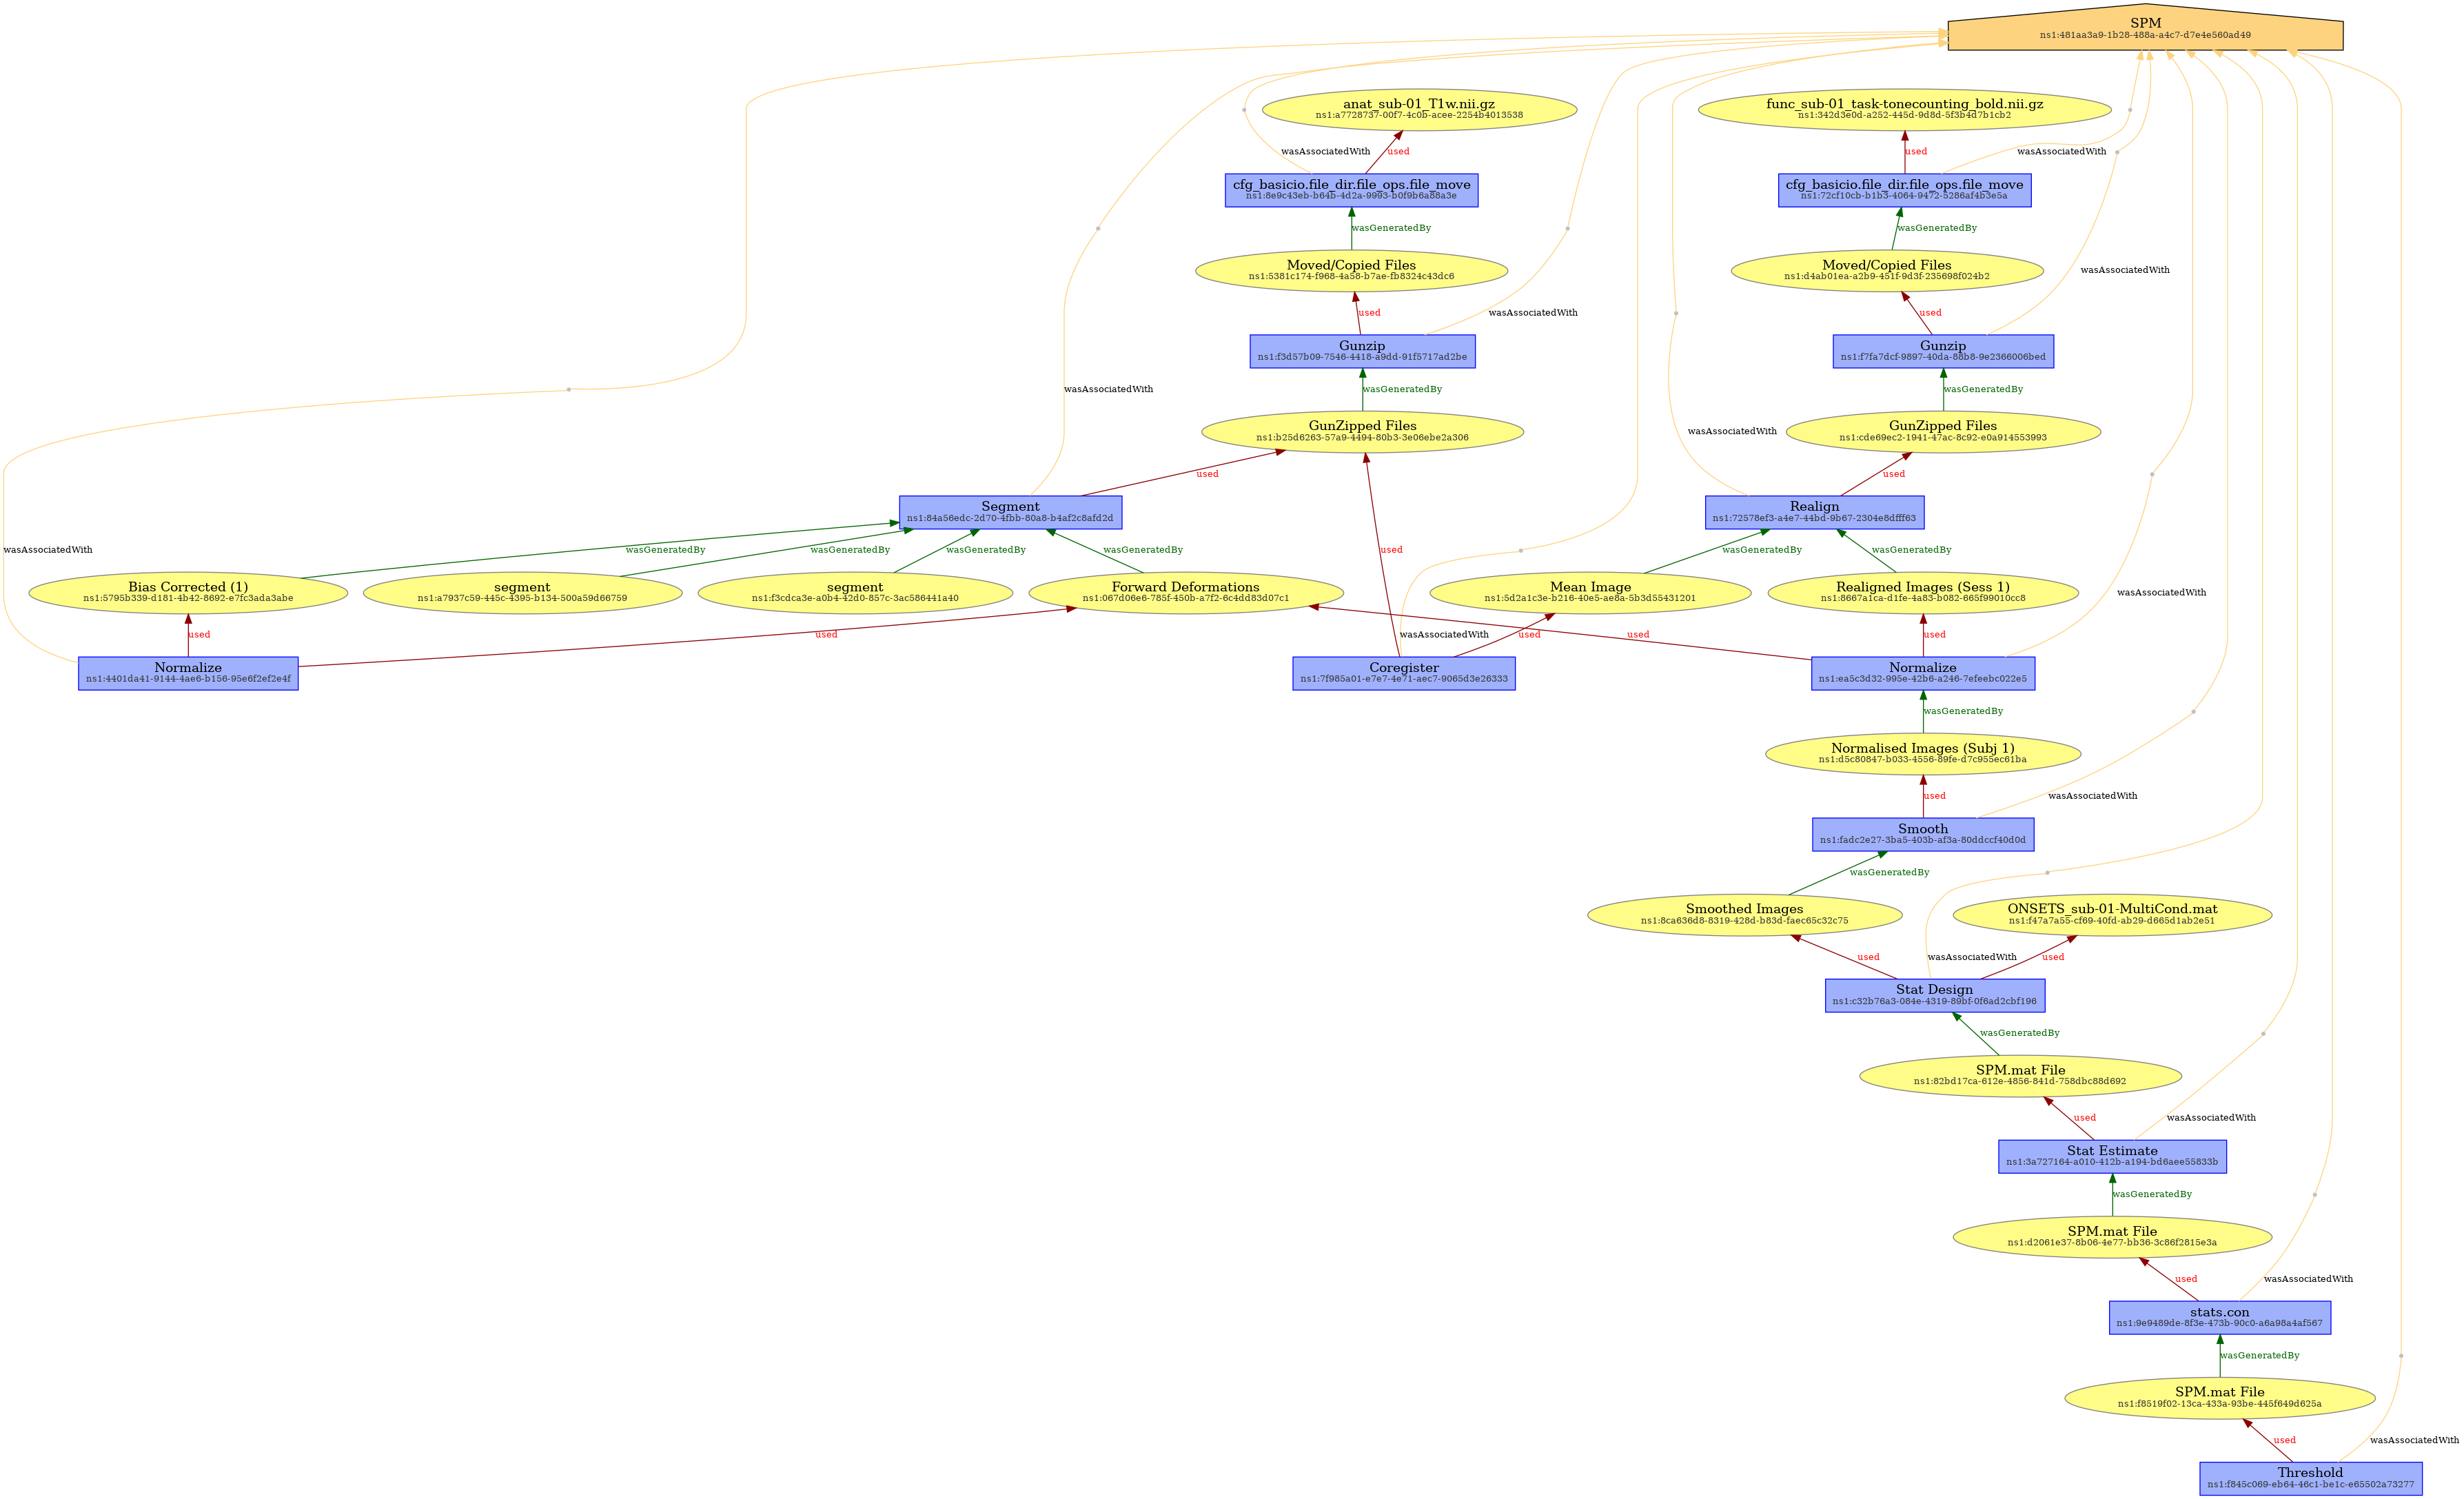 SPM
ns1:481aa3a9-1b28-488a-a4c7-d7e4e560ad49
anat_sub-01_T1w.nii.gz
ns1:a7728737-00f7-4c0b-acee-2254b4013538
func_sub-01_task-tonecounting_bold.nii.gz
ns1:342d3e0d-a252-445d-9d8d-5f3b4d7b1cb2
wasAssociatedWith
used
used
wasAssociatedWith
cfg_basicio.file_dir.file_ops.file_move
ns1:8e9c43eb-b64b-4d2a-9993-b0f9b6a88a3e
cfg_basicio.file_dir.file_ops.file_move
ns1:72cf10cb-b1b3-4064-9472-5286af4b3e5a
wasGeneratedBy
wasGeneratedBy
Moved/Copied Files
ns1:5381c174-f968-4a58-b7ae-fb8324c43dc6
Moved/Copied Files
ns1:d4ab01ea-a2b9-451f-9d3f-235698f024b2
wasAssociatedWith
used
wasAssociatedWith
used
Gunzip
ns1:f3d57b09-7546-4418-a9dd-91f5717ad2be
Gunzip
ns1:f7fa7dcf-9897-40da-88b8-9e2366006bed
wasAssociatedWith
wasGeneratedBy
wasGeneratedBy
GunZipped Files
ns1:b25d6263-57a9-4494-80b3-3e06ebe2a306
GunZipped Files
ns1:cde69ec2-1941-47ac-8c92-e0a914553993
wasAssociatedWith
used
used
Segment
ns1:84a56edc-2d70-4fbb-80a8-b4af2c8afd2d
Realign
ns1:72578ef3-a4e7-44bd-9b67-2304e8dfff63
wasAssociatedWith
wasGeneratedBy
wasGeneratedBy
wasGeneratedBy
wasGeneratedBy
used
wasGeneratedBy
wasGeneratedBy
Bias Corrected (1)
ns1:5795b339-d181-4b42-8692-e7fc3ada3abe
segment
ns1:a7937c59-445c-4395-b134-500a59d66759
segment
ns1:f3cdca3e-a0b4-42d0-857c-3ac586441a40
Forward Deformations
ns1:067d06e6-785f-450b-a7f2-6c4dd83d07c1
Mean Image
ns1:5d2a1c3e-b216-40e5-ae8a-5b3d55431201
Realigned Images (Sess 1)
ns1:8667a1ca-d1fe-4a83-b082-665f99010cc8
wasAssociatedWith
used
used
wasAssociatedWith
used
used
used
Normalize
ns1:4401da41-9144-4ae6-b156-95e6f2ef2e4f
Coregister
ns1:7f985a01-e7e7-4e71-aec7-9065d3e26333
Normalize
ns1:ea5c3d32-995e-42b6-a246-7efeebc022e5
wasGeneratedBy
Normalised Images (Subj 1)
ns1:d5c80847-b033-4556-89fe-d7c955ec61ba
used
wasAssociatedWith
Smooth
ns1:fadc2e27-3ba5-403b-af3a-80ddccf40d0d
wasGeneratedBy
Smoothed Images
ns1:8ca636d8-8319-428d-b83d-faec65c32c75
ONSETS_sub-01-MultiCond.mat
ns1:f47a7a55-cf69-40fd-ab29-d665d1ab2e51
used
wasAssociatedWith
used
Stat Design
ns1:c32b76a3-084e-4319-89bf-0f6ad2cbf196
wasGeneratedBy
SPM.mat File
ns1:82bd17ca-612e-4856-841d-758dbc88d692
used
wasAssociatedWith
Stat Estimate
ns1:3a727164-a010-412b-a194-bd6aee55833b
wasGeneratedBy
SPM.mat File
ns1:d2061e37-8b06-4e77-bb36-3c86f2815e3a
used
wasAssociatedWith
stats.con
ns1:9e9489de-8f3e-473b-90c0-a6a98a4af567
wasGeneratedBy
SPM.mat File
ns1:f8519f02-13ca-433a-93be-445f649d625a
used
wasAssociatedWith
Threshold
ns1:f845c069-eb64-46c1-be1c-e65502a73277